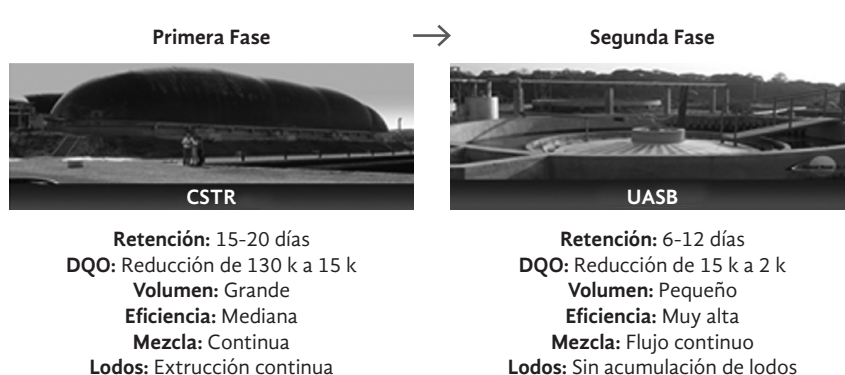 Primera Fase
Segunda Fase
CSTR
UASB
Retención: 15-20 días
DQO: Reducción de 130 k a 15 k
Volumen: Grande
Eficiencia: Mediana
Mezcla: Continua
Lodos: Extrucción continua
Retención: 6-12 días
DQO: Reducción de 15 k a 2 k
Volumen: Pequeño
Eficiencia: Muy alta
Mezcla: Flujo continuo
Lodos: Sin acumulación de lodos